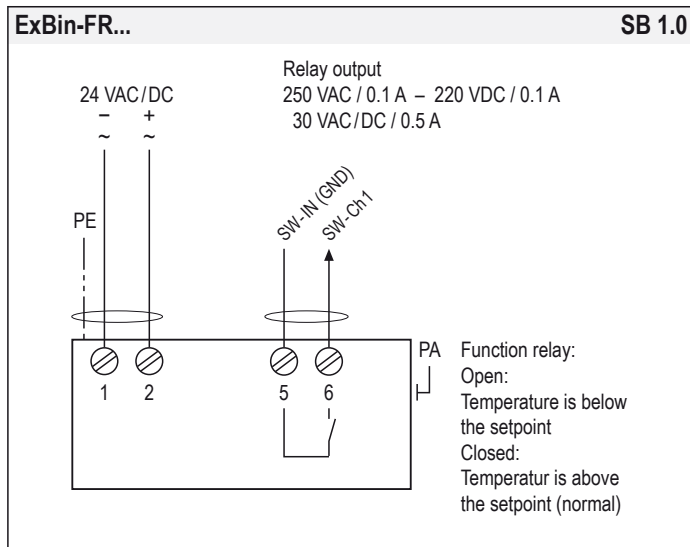 ExBin-FR... SB 1.0
Relay output
24 VAC/DC 250 VAC / 0.1 A – 220 VDC / 0.1 A
– + 30 VAC/DC / 0.5 A
~ ~
SW-IN (GND)
SW-Ch1
PE
PA
1 2 5 6
Function relay:
Open:
Temperature is below
the setpoint
Closed:
Temperatur is above
the setpoint (normal)